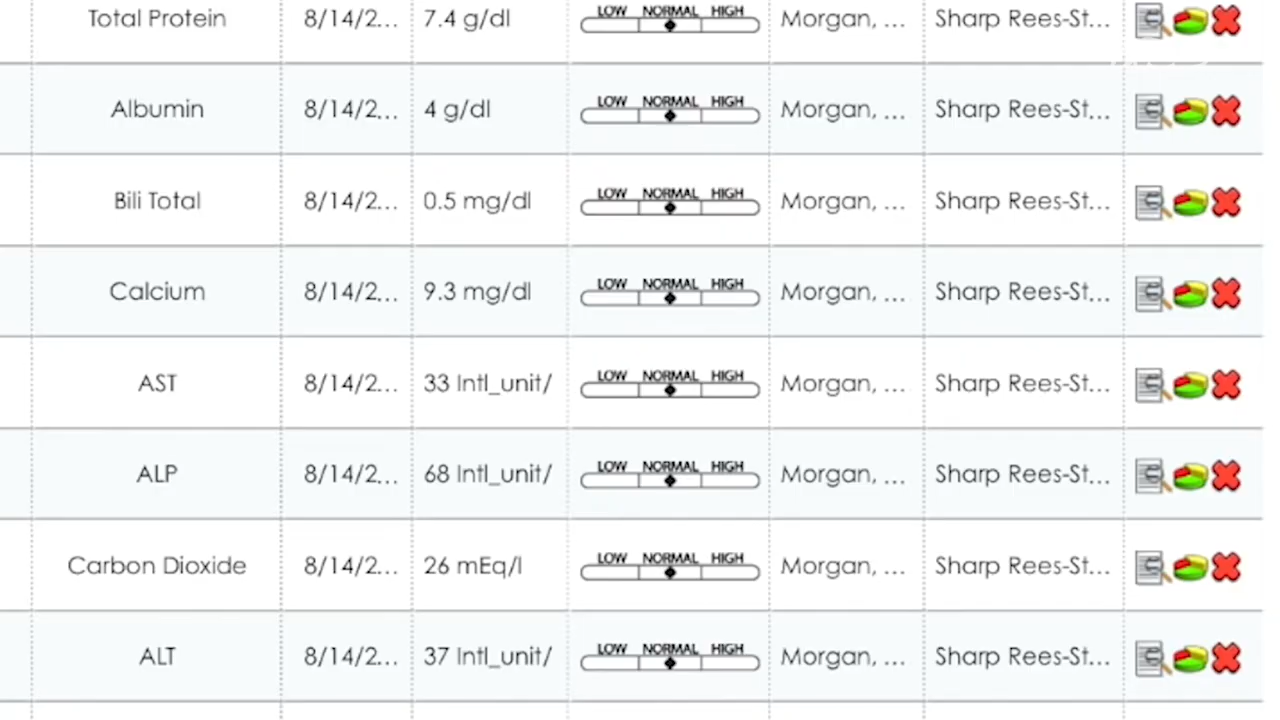 Total Protein 8/14/2... 7.4 g/dl LOW NORMAL HIGH Morgan, ... Sharp Rees-St...
Albumin 8/14/2... 4 g/dl LOW NORMAL HIGH Morgan, ... Sharp Rees-St...
Bili Total 8/14/2... 0.5 mg/dl LOW NORMAL HIGH Morgan, ... Sharp Rees-St...
Calcium 8/14/2... 9.3 mg/dl LOW NORMAL HIGH Morgan, ... Sharp Rees-St...
AST 8/14/2... 33 Intl_unit/ LOW NORMAL HIGH Morgan, ... Sharp Rees-St...
ALP 8/14/2... 68 Intl_unit/ LOW NORMAL HIGH Morgan, ... Sharp Rees-St...
Carbon Dioxide 8/14/2... 26 mEq/l LOW NORMAL HIGH Morgan, ... Sharp Rees-St...
ALT 8/14/2... 37 Intl_unit/ LOW NORMAL HIGH Morgan, ... Sharp Rees-St...